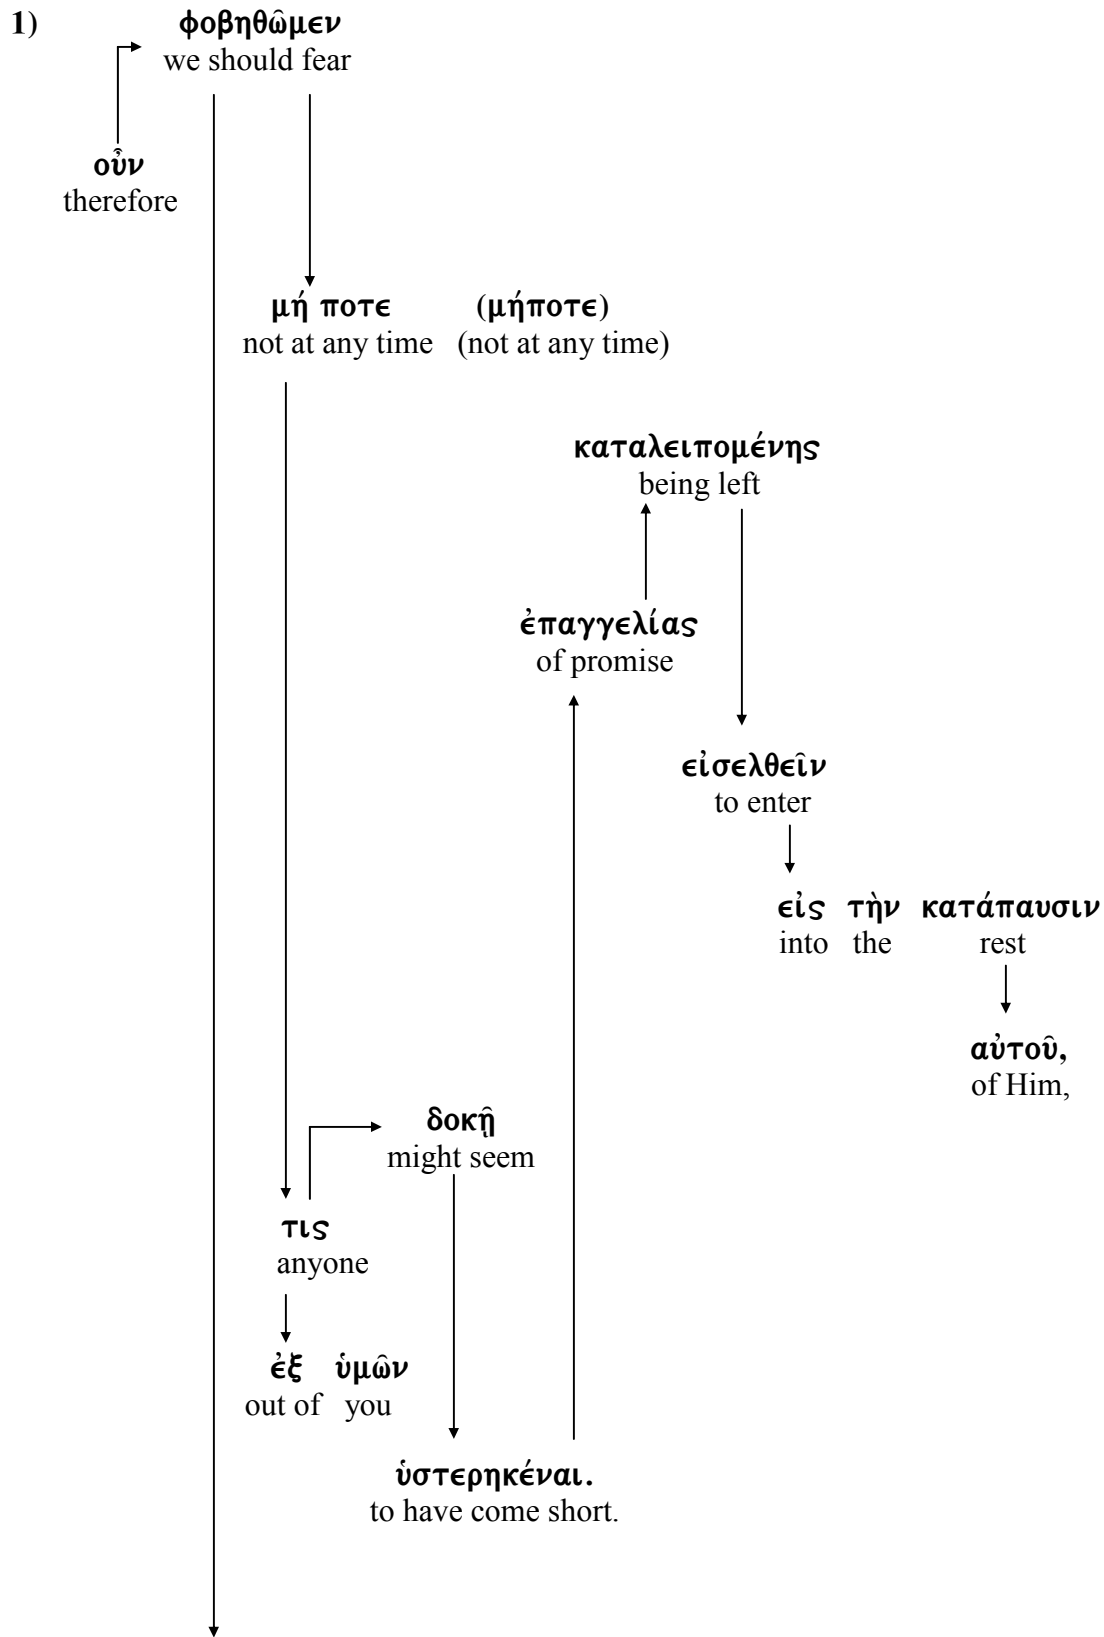 1) φοβηθῶμεν
we should fear
οὖν
therefore
μή ποτε (μήποτε)
not at any time (not at any time)
καταλειπομένης
being left
ἐπαγγελίας
of promise
εἰσελθεῖν
to enter
εἰς τὴν κατάπαυσιν
into the rest
αὐτοῦ,
of Him,
δοκῇ
might seem
τις
anyone
ἐξ ὑμῶν
out of you
ὑστερηκέναι.
to have come short.